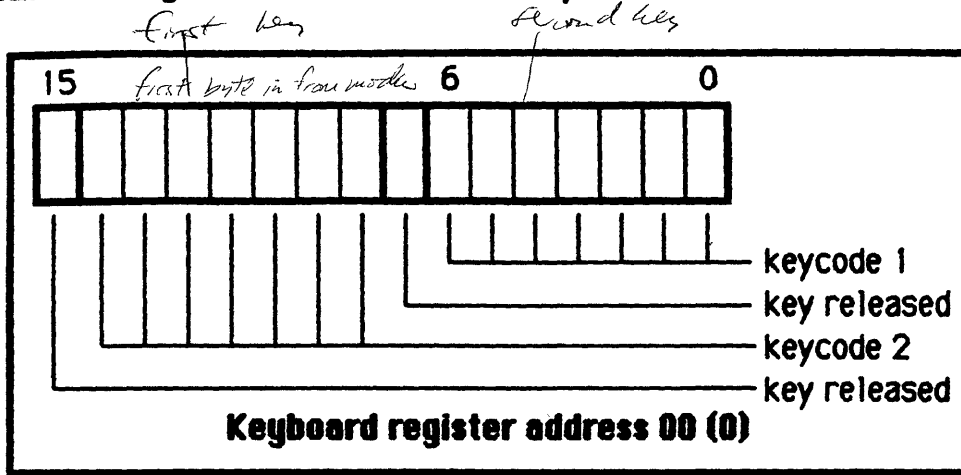 first key
second key
15
first byte in from
6
0
keycode 1
key released
keycode 2
key released
Keyboard register address 00 (0)